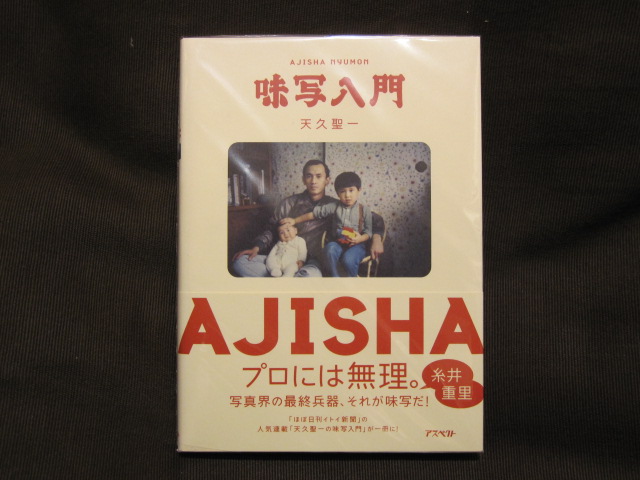 AJISHA NYUMON
味写入門
天久聖一
AJISHA
プロには無理。
糸井
重里
写真界の最終兵器、それが味写だ!
「ほぼ日刊イトイ新聞」の
人気連載「天久聖一の味写入門」が一冊に!
アスペクト